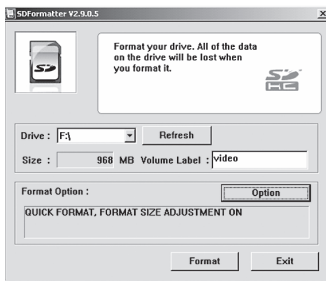 SDFormatter V2.9.0.5
Format your drive. All of the data
on the drive will be lost when
you format it.
SD
SD
HC
Drive : F:\ Refresh
Size : 968 MB Volume Label : video
Format Option : Option
QUICK FORMAT, FORMAT SIZE ADJUSTMENT ON
Format Exit